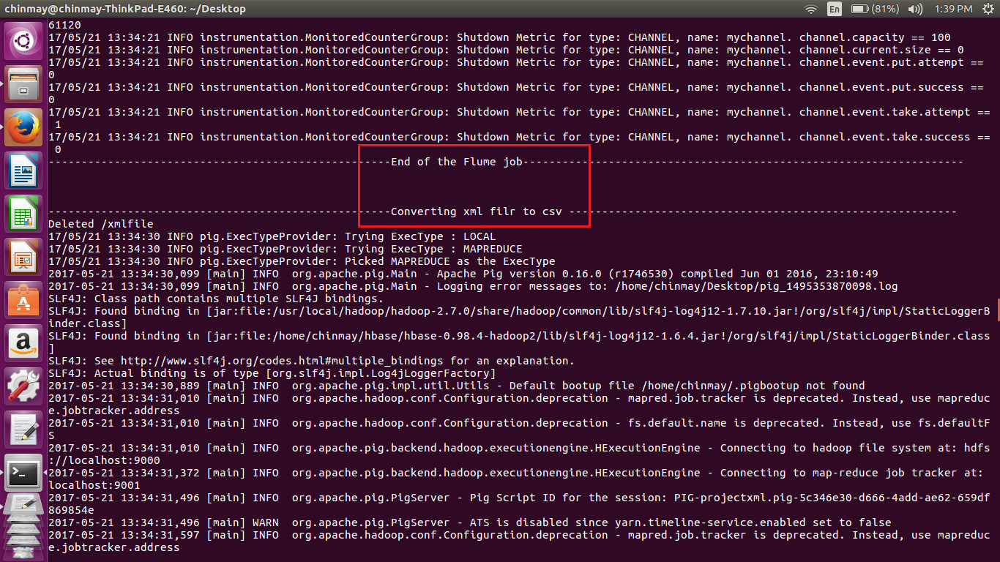 chinmay@chinmay-ThinkPad-E460: ~/Desktop
En
(81%)
1:39 PM
61120
17/05/21 13:34:21 INFO instrumentation.MonitoredCounterGroup: Shutdown Metric for type: CHANNEL, name: mychannel. channel.capacity == 100
17/05/21 13:34:21 INFO instrumentation.MonitoredCounterGroup: Shutdown Metric for type: CHANNEL, name: mychannel. channel.current.size == 0
17/05/21 13:34:21 INFO instrumentation.MonitoredCounterGroup: Shutdown Metric for type: CHANNEL, name: mychannel. channel.event.put.attempt ==
0
17/05/21 13:34:21 INFO instrumentation.MonitoredCounterGroup: Shutdown Metric for type: CHANNEL, name: mychannel. channel.event.put.success ==
0
17/05/21 13:34:21 INFO instrumentation.MonitoredCounterGroup: Shutdown Metric for type: CHANNEL, name: mychannel. channel.event.take.attempt ==
1
17/05/21 13:34:21 INFO instrumentation.MonitoredCounterGroup: Shutdown Metric for type: CHANNEL, name: mychannel. channel.event.take.success ==
0
----------------------------------------------------End of the Flume job-------------------------------------------------------------------
----------------------------------------------------Converting xml filr to csv -----------------------------------------------------------
Deleted /xmlfile
17/05/21 13:34:30 INFO pig.ExecTypeProvider: Trying ExecType : LOCAL
17/05/21 13:34:30 INFO pig.ExecTypeProvider: Trying ExecType : MAPREDUCE
17/05/21 13:34:30 INFO pig.ExecTypeProvider: Picked MAPREDUCE as the ExecType
2017-05-21 13:34:30,099 [main] INFO  org.apache.pig.Main - Apache Pig version 0.16.0 (r1746530) compiled Jun 01 2016, 23:10:49
2017-05-21 13:34:30,099 [main] INFO  org.apache.pig.Main - Logging error messages to: /home/chinmay/Desktop/pig_1495353870098.log
SLF4J: Class path contains multiple SLF4J bindings.
SLF4J: Found binding in [jar:file:/usr/local/hadoop/hadoop-2.7.0/share/hadoop/common/lib/slf4j-log4j12-1.7.10.jar!/org/slf4j/impl/StaticLoggerB
inder.class]
SLF4J: Found binding in [jar:file:/home/chinmay/hbase/hbase-0.98.4-hadoop2/lib/slf4j-log4j12-1.6.4.jar!/org/slf4j/impl/StaticLoggerBinder.class
]
SLF4J: See http://www.slf4j.org/codes.html#multiple_bindings for an explanation.
SLF4J: Actual binding is of type [org.slf4j.impl.Log4jLoggerFactory]
2017-05-21 13:34:30,889 [main] INFO  org.apache.pig.impl.util.Utils - Default bootup file /home/chinmay/.pigbootup not found
2017-05-21 13:34:31,010 [main] INFO  org.apache.hadoop.conf.Configuration.deprecation - mapred.job.tracker is deprecated. Instead, use mapreduc
e.jobtracker.address
2017-05-21 13:34:31,010 [main] INFO  org.apache.hadoop.conf.Configuration.deprecation - fs.default.name is deprecated. Instead, use fs.defaultF
S
2017-05-21 13:34:31,010 [main] INFO  org.apache.pig.backend.hadoop.executionengine.HExecutionEngine - Connecting to hadoop file system at: hdfs
://localhost:9000
2017-05-21 13:34:31,372 [main] INFO  org.apache.pig.backend.hadoop.executionengine.HExecutionEngine - Connecting to map-reduce job tracker at:
localhost:9001
2017-05-21 13:34:31,496 [main] INFO  org.apache.pig.PigServer - Pig Script ID for the session: PIG-projectxml.pig-5c346e30-d666-4add-ae62-659df
869854e
2017-05-21 13:34:31,496 [main] WARN  org.apache.pig.PigServer - ATS is disabled since yarn.timeline-service.enabled set to false
2017-05-21 13:34:31,597 [main] INFO  org.apache.hadoop.conf.Configuration.deprecation - mapred.job.tracker is deprecated. Instead, use mapreduc
e.jobtracker.address